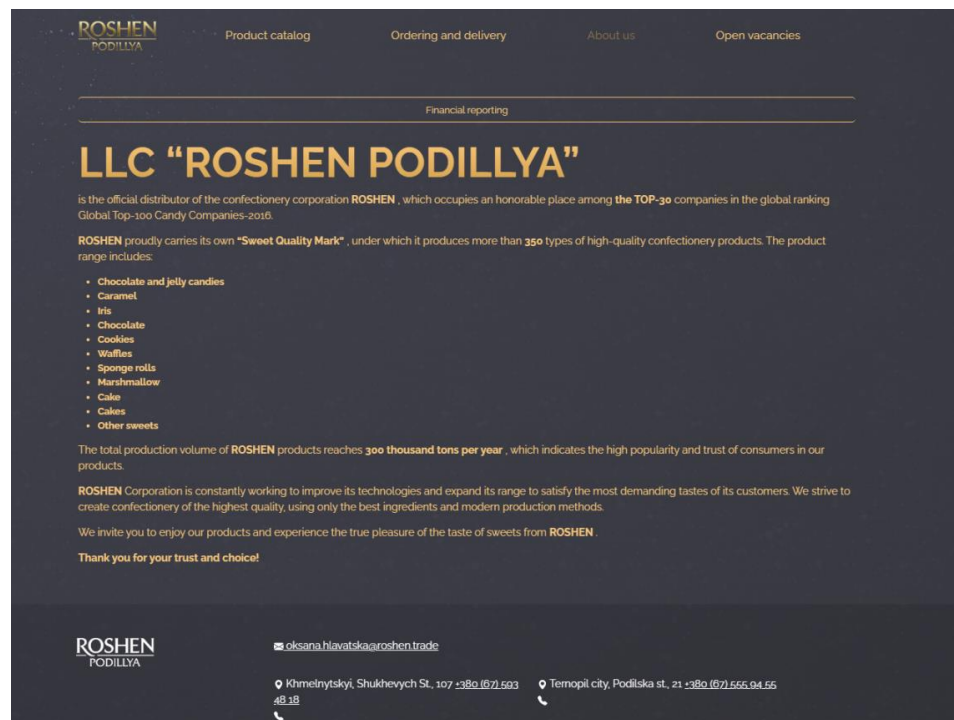 ROSHEN
PODILLYA
Product catalog
Ordering and delivery
About us
Open vacancies
Financial reporting
LLC “ROSHEN PODILLYA”
is the official distributor of the confectionery corporation ROSHEN , which occupies an honorable place among the TOP-30 companies in the global ranking
Global Top-100 Candy Companies-2016.
ROSHEN proudly carries its own "Sweet Quality Mark" , under which it produces more than 350 types of high-quality confectionery products. The product
range includes:
• Chocolate and jelly candies
• Caramel
• Iris
• Chocolate
• Cookies
• Waffles
• Sponge rolls
• Marshmallow
• Cake
• Cakes
• Other sweets
The total production volume of ROSHEN products reaches 300 thousand tons per year , which indicates the high popularity and trust of consumers in our
products.
ROSHEN Corporation is constantly working to improve its technologies and expand its range to satisfy the most demanding tastes of its customers. We strive to
create confectionery of the highest quality, using only the best ingredients and modern production methods.
We invite you to enjoy our products and experience the true pleasure of the taste of sweets from ROSHEN .
Thank you for your trust and choice!
ROSHEN
PODILLYA
oksana.hlavatska@roshen.trade
Khmelnytskyi, Shukhevych St., 107 +380 (67) 593
48 18
Ternopil city, Podilska st., 21 +380 (67) 555 94 55